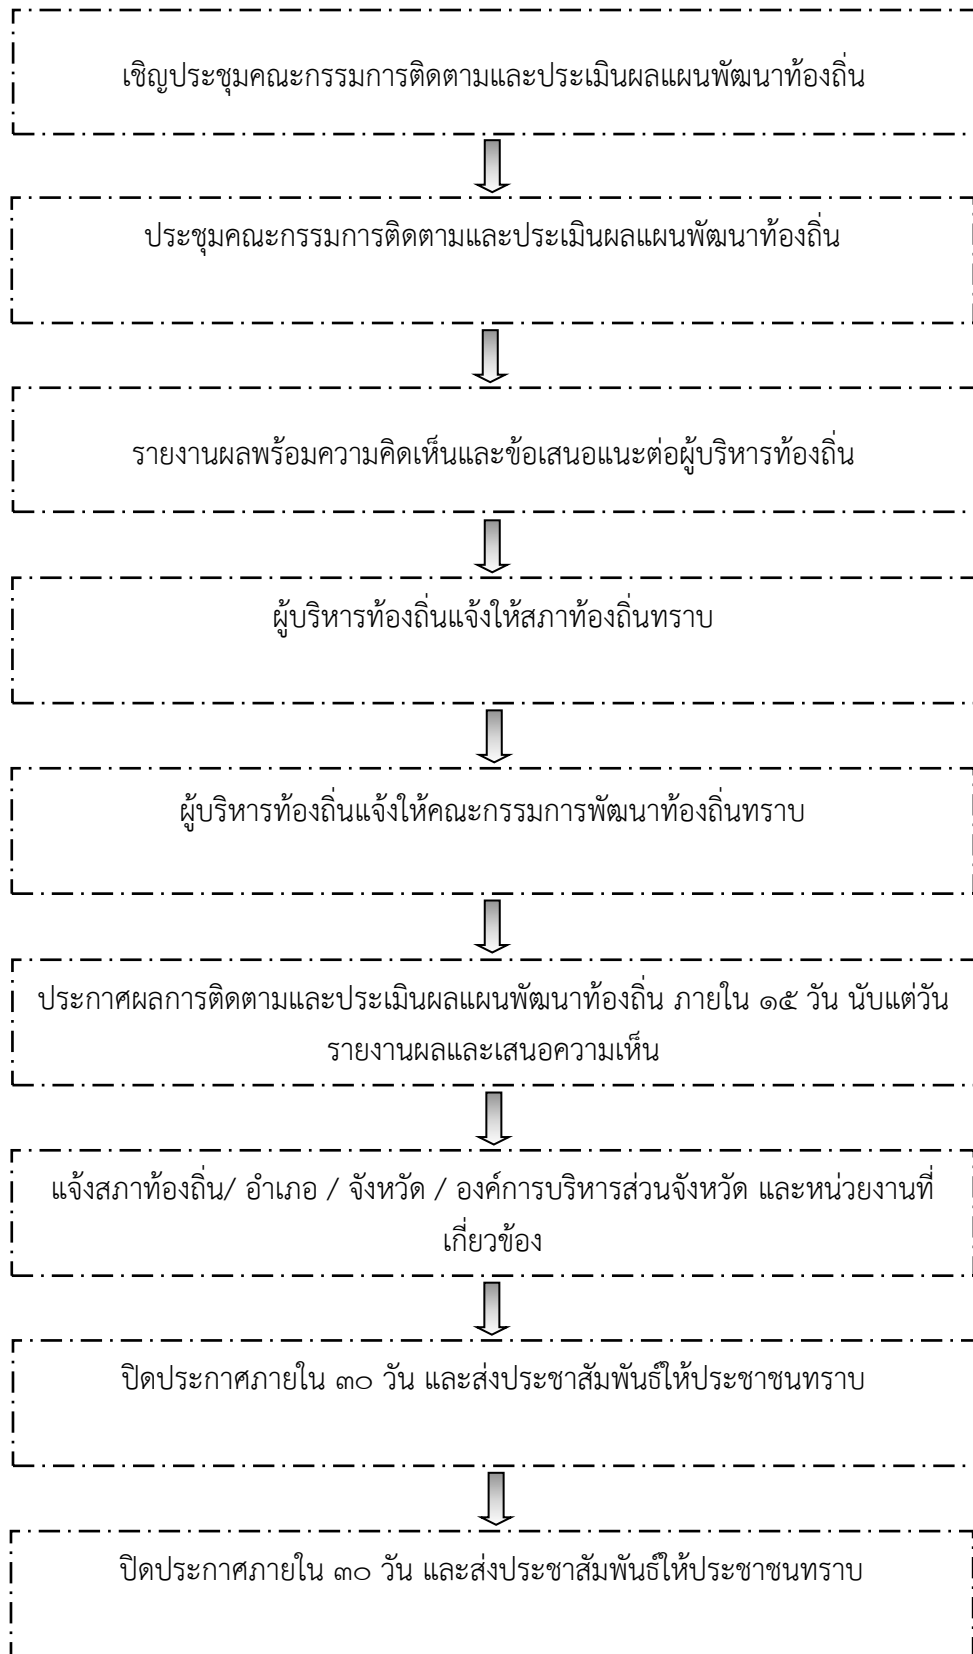 เชิญประชุมคณะกรรมการติดตามและประเมินผลแผนพัฒนาท้องถิ่น
ประชุมคณะกรรมการติดตามและประเมินผลแผนพัฒนาท้องถิ่น
รายงานผลพร้อมความคิดเห็นและข้อเสนอแนะต่อผู้บริหารท้องถิ่น
ผู้บริหารท้องถิ่นแจ้งให้สภาท้องถิ่นทราบ
ผู้บริหารท้องถิ่นแจ้งให้คณะกรรมการพัฒนาท้องถิ่นทราบ
ประกาศผลการติดตามและประเมินผลแผนพัฒนาท้องถิ่น ภายใน ๑๕ วัน นับแต่วัน
รายงานผลและเสนอความเห็น
แจ้งสภาท้องถิ่น/ อำเภอ / จังหวัด / องค์การบริหารส่วนจังหวัด และหน่วยงานที่
เกี่ยวข้อง
ปิดประกาศภายใน ๓๐ วัน และส่งประชาสัมพันธ์ให้ประชาชนทราบ
ปิดประกาศภายใน ๓๐ วัน และส่งประชาสัมพันธ์ให้ประชาชนทราบ